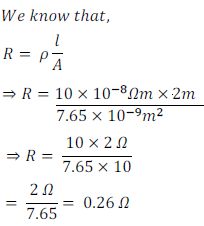 We know that,
R = ρ l/A
⇒ R = 10 × 10⁻⁸Ωm × 2m / 7.65 × 10⁻⁹m²
⇒ R = 10 × 2 Ω / 7.65 × 10
= 2 Ω / 7.65 = 0.26 Ω